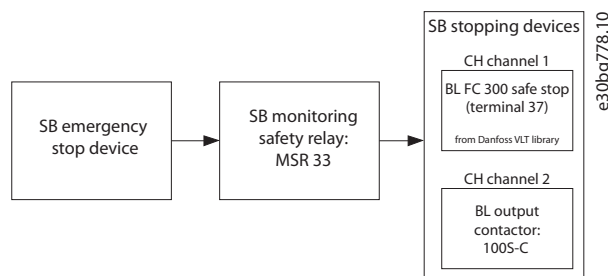 SB emergency
stop device
SB monitoring
safety relay:
MSR 33
SB stopping devices
CH channel 1
BL FC 300 safe stop
(terminal 37)
from Danfoss VLT library
CH channel 2
BL output
contactor:
100S-C
e30bg778.10